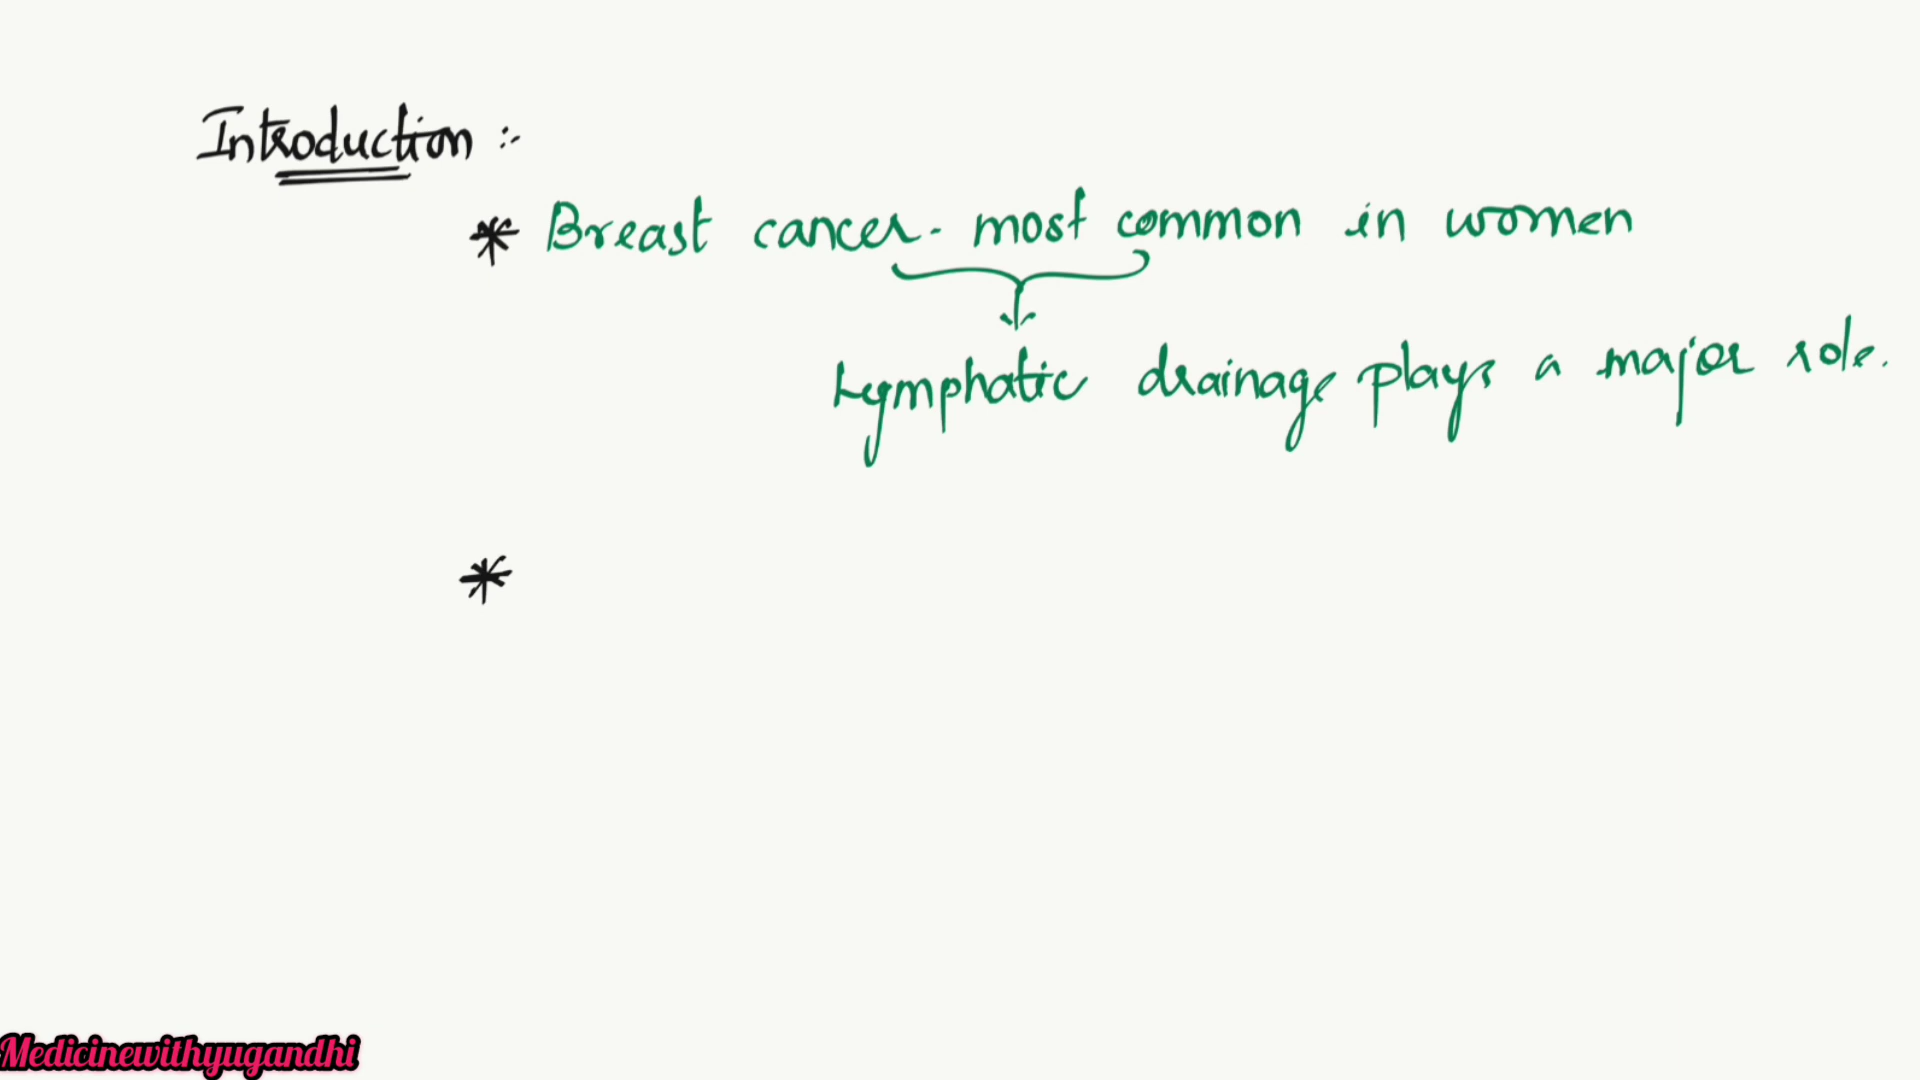 Introduction :-
* Breast cancer - most common in women
Lymphatic drainage plays a major role.
*
Medicinewithyugandhi